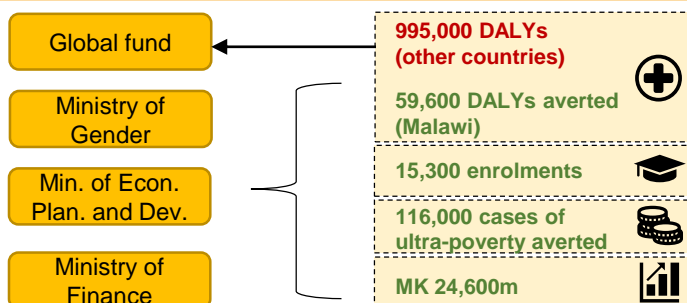 Global fund
Ministry of
Gender
Min. of Econ.
Plan. and Dev.
Ministry of
Finance
995,000 DALYs
(other countries)
59,600 DALYs averted
(Malawi)
15,300 enrolments
116,000 cases of
ultra-poverty averted
MK 24,600m